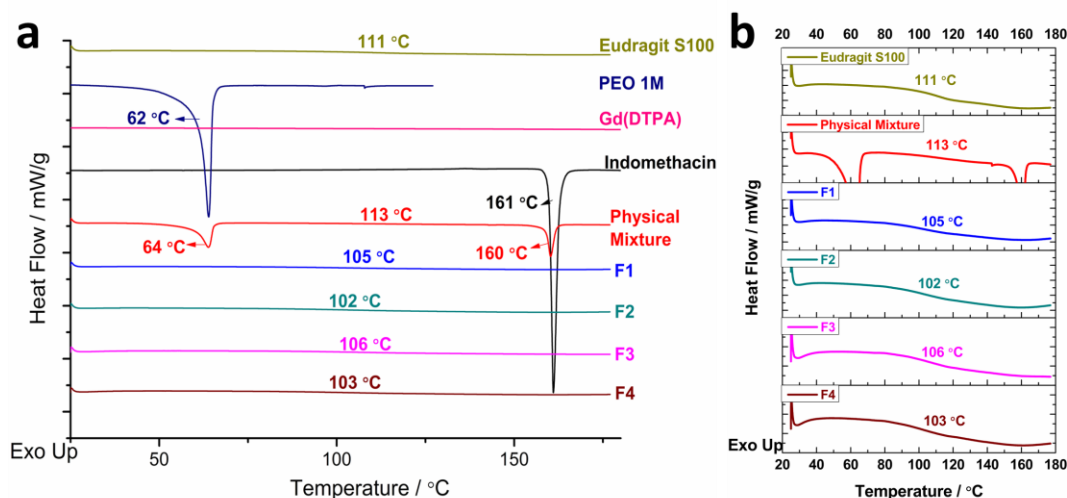 a
111 °C
Eudragit S100
PEO 1M
62 °C
Gd(DTPA)
Indomethacin
161 °C
113 °C
Physical
Mixture
64 °C
160 °C
105 °C
F1
102 °C
F2
106 °C
F3
103 °C
F4
Heat Flow / mW/g
Exo Up
50
100
150
Temperature / °C
b
20 40 60 80 100 120 140 160 180
Eudragit S100
111 °C
Physical Mixture
113 °C
F1
105 °C
F2
102 °C
F3
106 °C
F4
103 °C
Heat Flow / mW/g
Exo Up
20 40 60 80 100 120 140 160 180
Temperature / °C